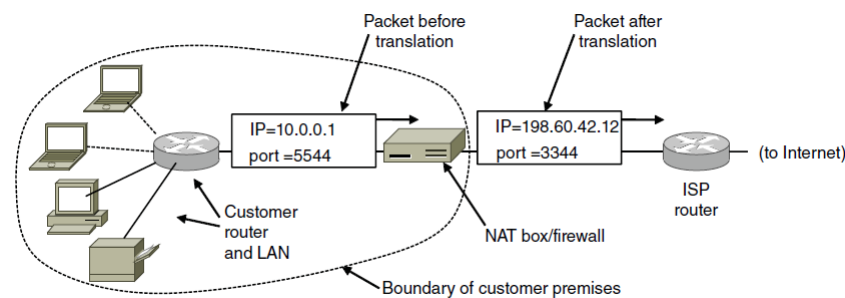 Packet before
translation
Packet after
translation
IP=10.0.0.1
port =5544
IP=198.60.42.12
port =3344
(to Internet)
ISP
router
Customer
router
and LAN
NAT box/firewall
Boundary of customer premises